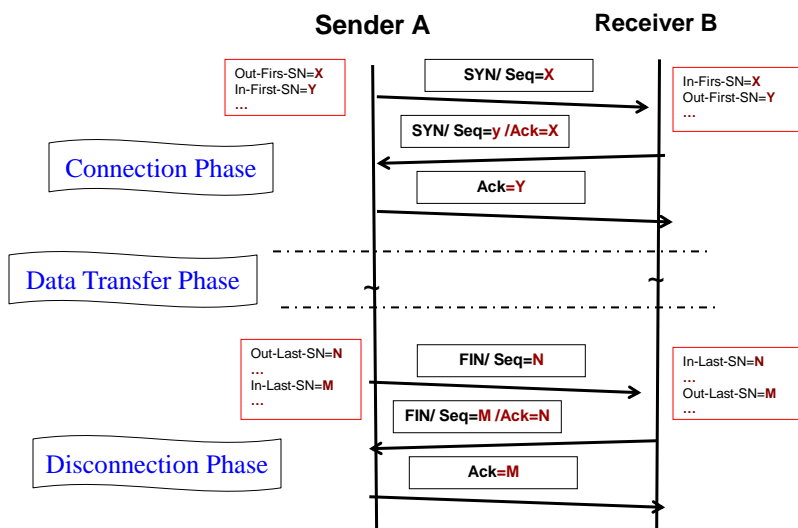 Sender A
Receiver B
Out-Firs-SN=X
In-First-SN=Y
...
SYN/ Seq=X
In-Firs-SN=X
Out-First-SN=Y
...
SYN/ Seq=y /Ack=X
Connection Phase
Ack=Y
Data Transfer Phase
~
~
Out-Last-SN=N
...
In-Last-SN=M
...
FIN/ Seq=N
In-Last-SN=N
...
Out-Last-SN=M
...
FIN/ Seq=M /Ack=N
Disconnection Phase
Ack=M